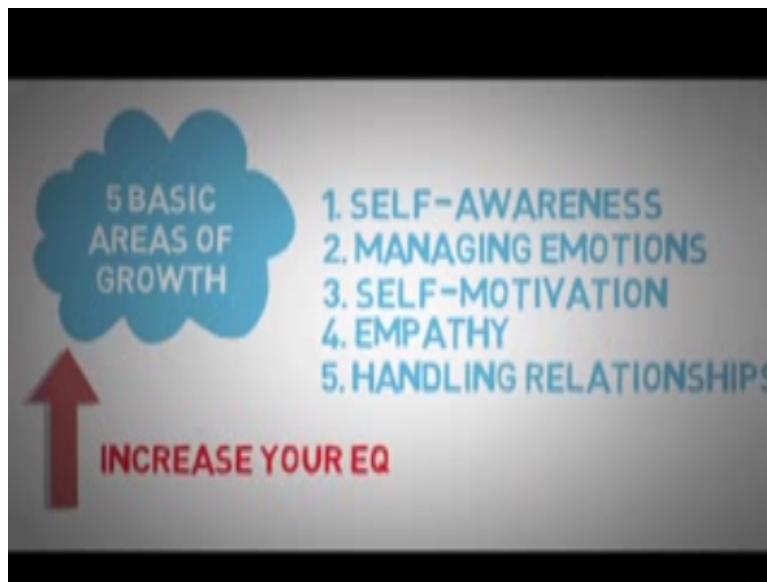 5 BASIC
AREAS OF
GROWTH
1. SELF-AWARENESS
2. MANAGING EMOTIONS
3. SELF-MOTIVATION
4. EMPATHY
5. HANDLING RELATIONSHIPS
INCREASE YOUR EQ